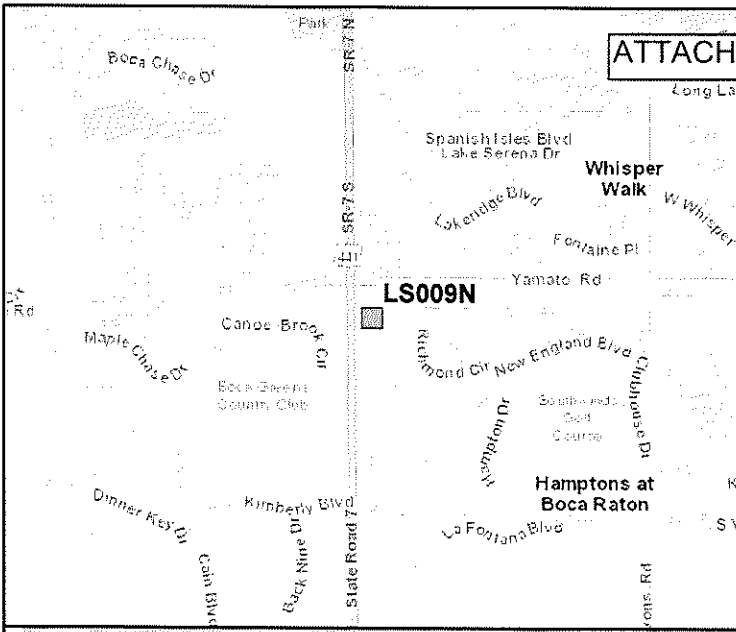 Park
SR-7 N
ATTACH
Boca Chase Dr
Long La
Spanish Isles Blvd
Lake Serena Dr
Whisper
Walk
SR-7 S
Lakeridge Blvd
W Whisper
Fontaine Pl
Yamato Rd
LS009N
Rd
Canoe Brook Cir
Maple Chase Dr
Richmond Cir
New England Blvd
Clubhouse Dr
Boca Greens
Country Club
Southwinds
Golf
Course
Hampton Dr
Hamptons at
Boca Raton
K
Dinner Key Dr
Kimberly Blvd
State Road 7
La Fontana Blvd
S
Cain Blvd
Back Nine Dr
yons Rd